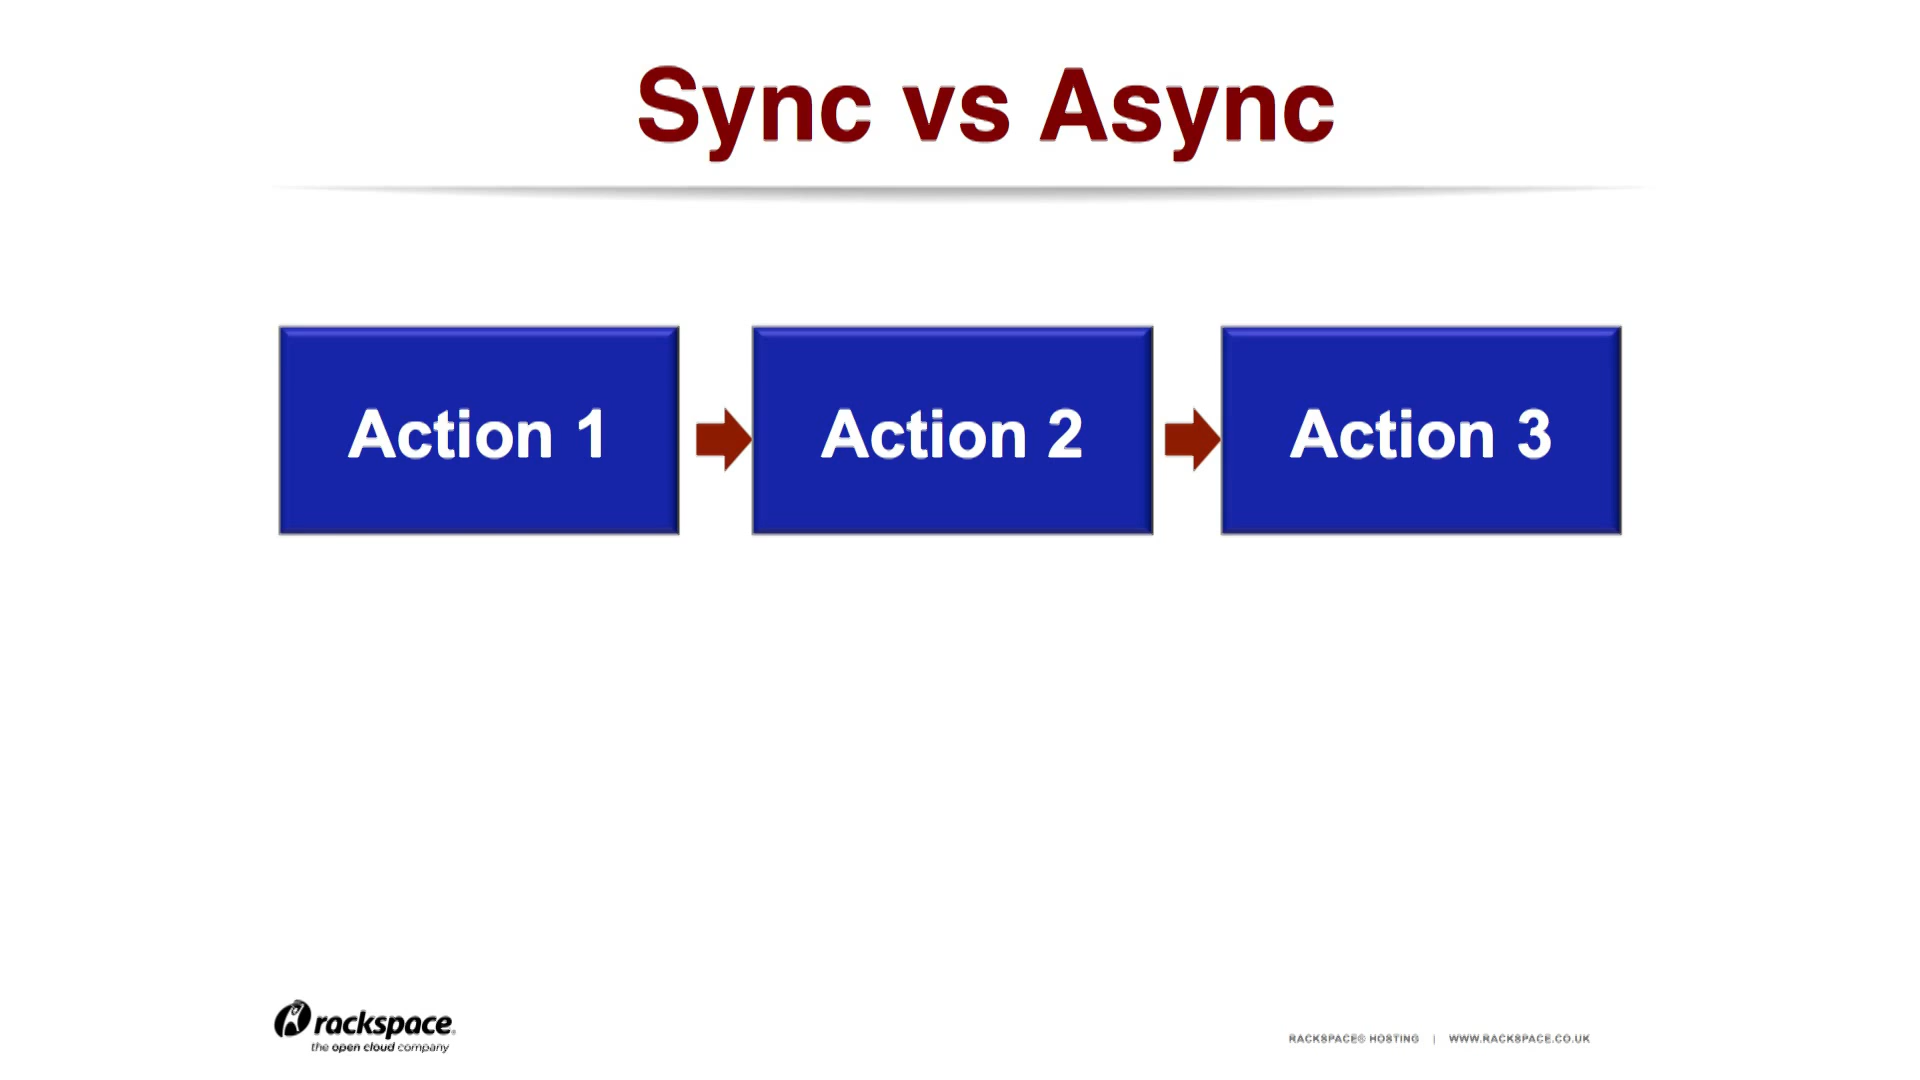 Sync vs Async
Action 1
Action 2
Action 3
rackspace®
the open cloud company
RACKSPACE® HOSTING | WWW.RACKSPACE.CO.UK